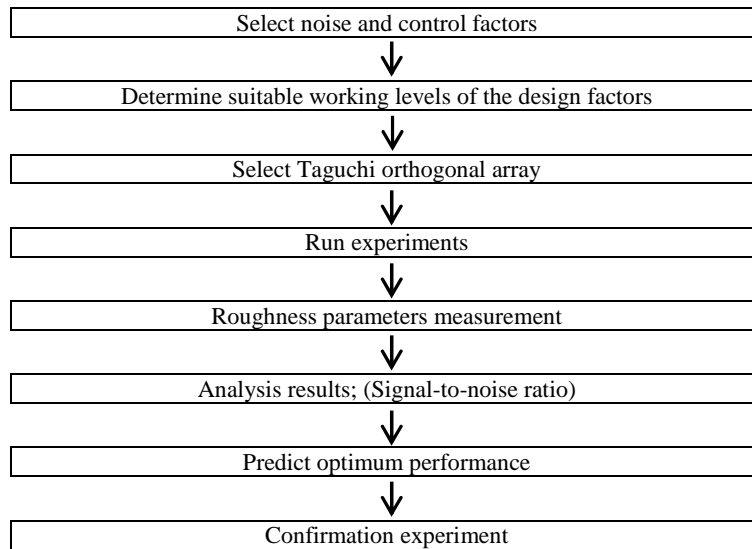 Select noise and control factors
Determine suitable working levels of the design factors
Select Taguchi orthogonal array
Run experiments
Roughness parameters measurement
Analysis results; (Signal-to-noise ratio)
Predict optimum performance
Confirmation experiment